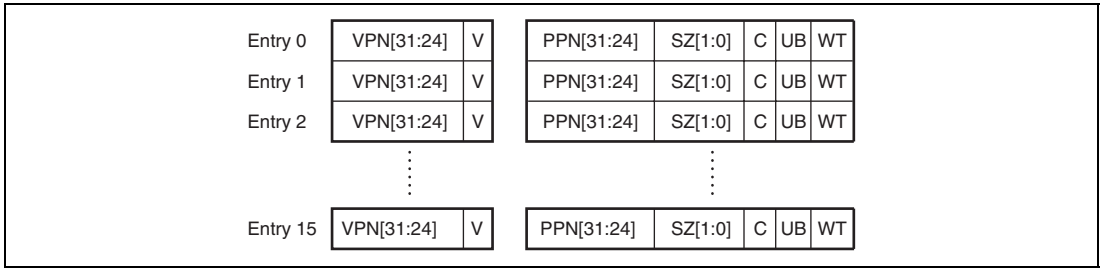 Entry 0 VPN[31:24] V PPN[31:24] SZ[1:0] C UB WT
Entry 1 VPN[31:24] V PPN[31:24] SZ[1:0] C UB WT
Entry 2 VPN[31:24] V PPN[31:24] SZ[1:0] C UB WT
Entry 15 VPN[31:24] V PPN[31:24] SZ[1:0] C UB WT